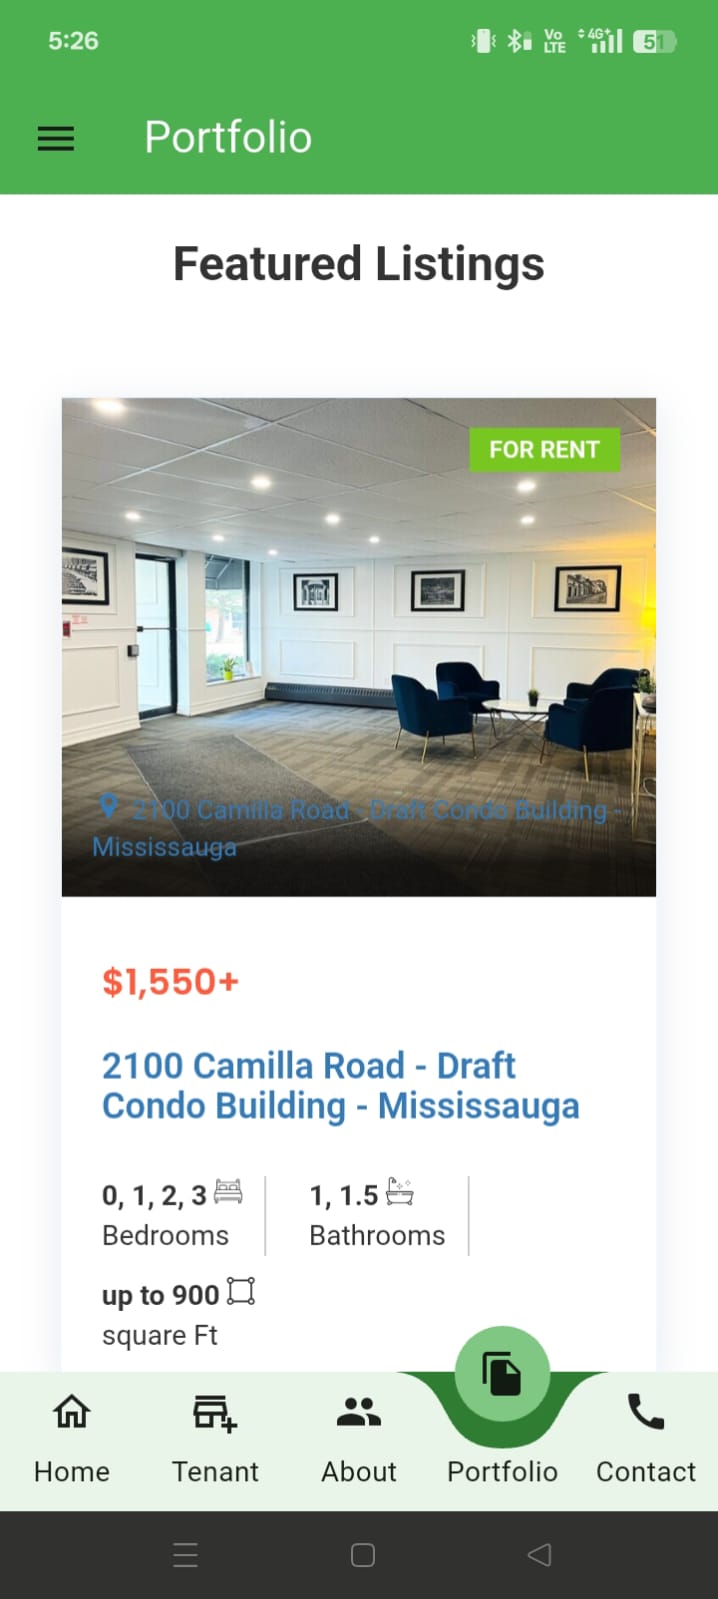 5:26
Vo
LTE
4G+
51
Portfolio
Featured Listings
FOR RENT
2100 Camilla Road - Draft Condo Building -
Mississauga
$1,550+
2100 Camilla Road - Draft
Condo Building - Mississauga
0, 1, 2, 3
Bedrooms
1, 1.5
Bathrooms
up to 900
square Ft
Home
Tenant
About
Portfolio
Contact